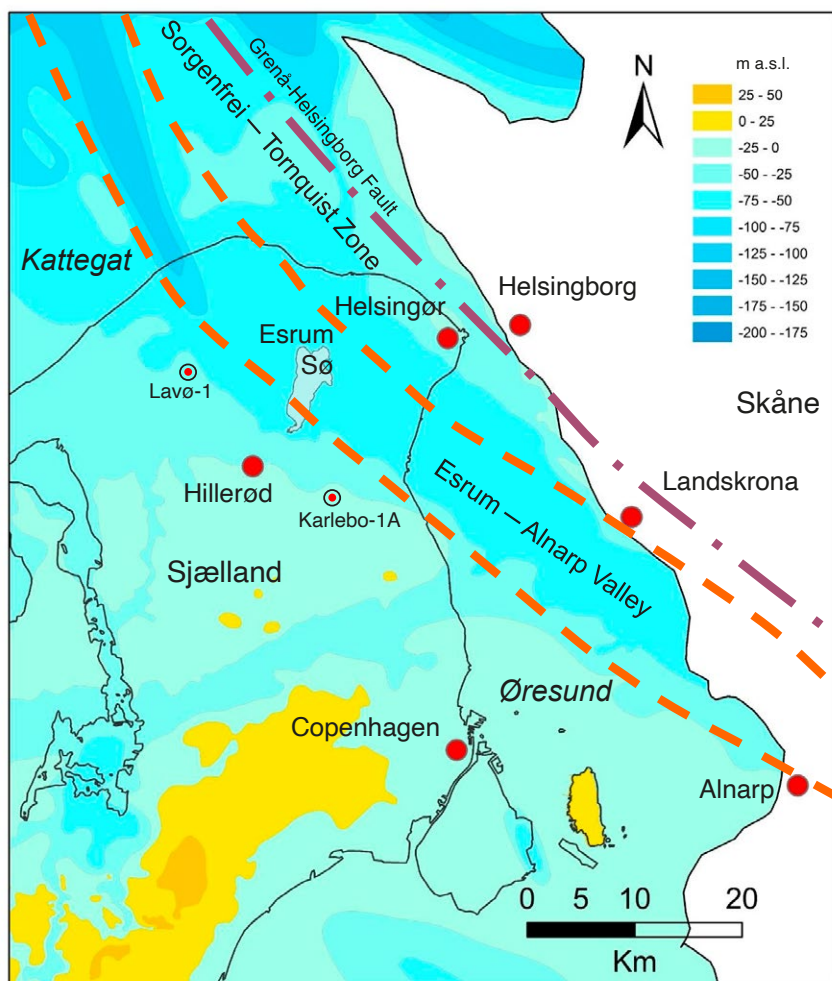 m a.s.l.
25 - 50
0 - 25
-25 - 0
-50 - -25
-75 - -50
-100 - -75
-125 - -100
-150 - -125
-175 - -150
-200 - -175
N
Sorgenfrei – Tornquist Zone
Grenå-Helsingborg Fault
Kattegat
Helsingør
Helsingborg
Esrum
Sø
Lavø-1
Skåne
Hillerød
Karlebo-1A
Landskrona
Esrum – Alnarp Valley
Sjælland
Øresund
Copenhagen
Alnarp
0 10 20
Km